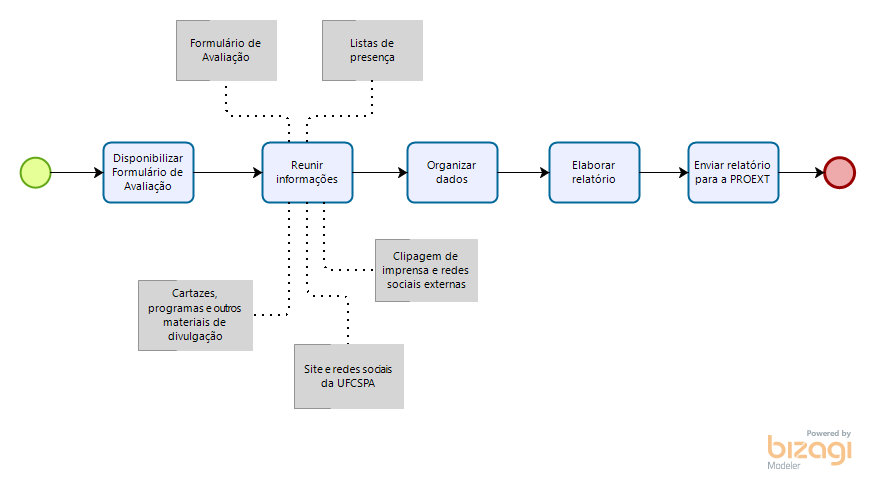 Formulário de
Avaliação
Listas de
presença
Disponibilizar
Formulário de
Avaliação
Reunir
informações
Organizar
dados
Elaborar
relatório
Enviar relatório
para a PROEXT
Clipagem de
imprensa e redes
sociais externas
Cartazes,
programas e outros
materiais de
divulgação
Site e redes sociais
da UFCSPA
Powered by
bizagi
Modeler